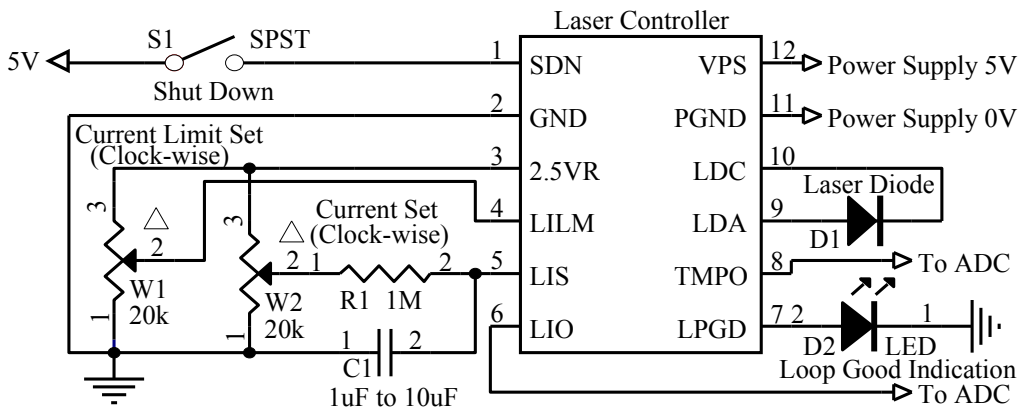 Laser Controller
5V
S1
SPST
Shut Down
1
SDN
VPS
12
Power Supply 5V
2
GND
PGND
11
Power Supply 0V
Current Limit Set
(Clock-wise)
3
2.5VR
LDC
10
Laser Diode
3
2
4
LILM
LDA
9
D1
3
Current Set
(Clock-wise)
2
1
2
5
LIS
TMPO
8
To ADC
W1
20k
1
W2
20k
1
R1
1M
6
LIO
LPGD
7
2
1
D2
LED
Loop Good Indication
1
2
C1
1uF to 10uF
To ADC